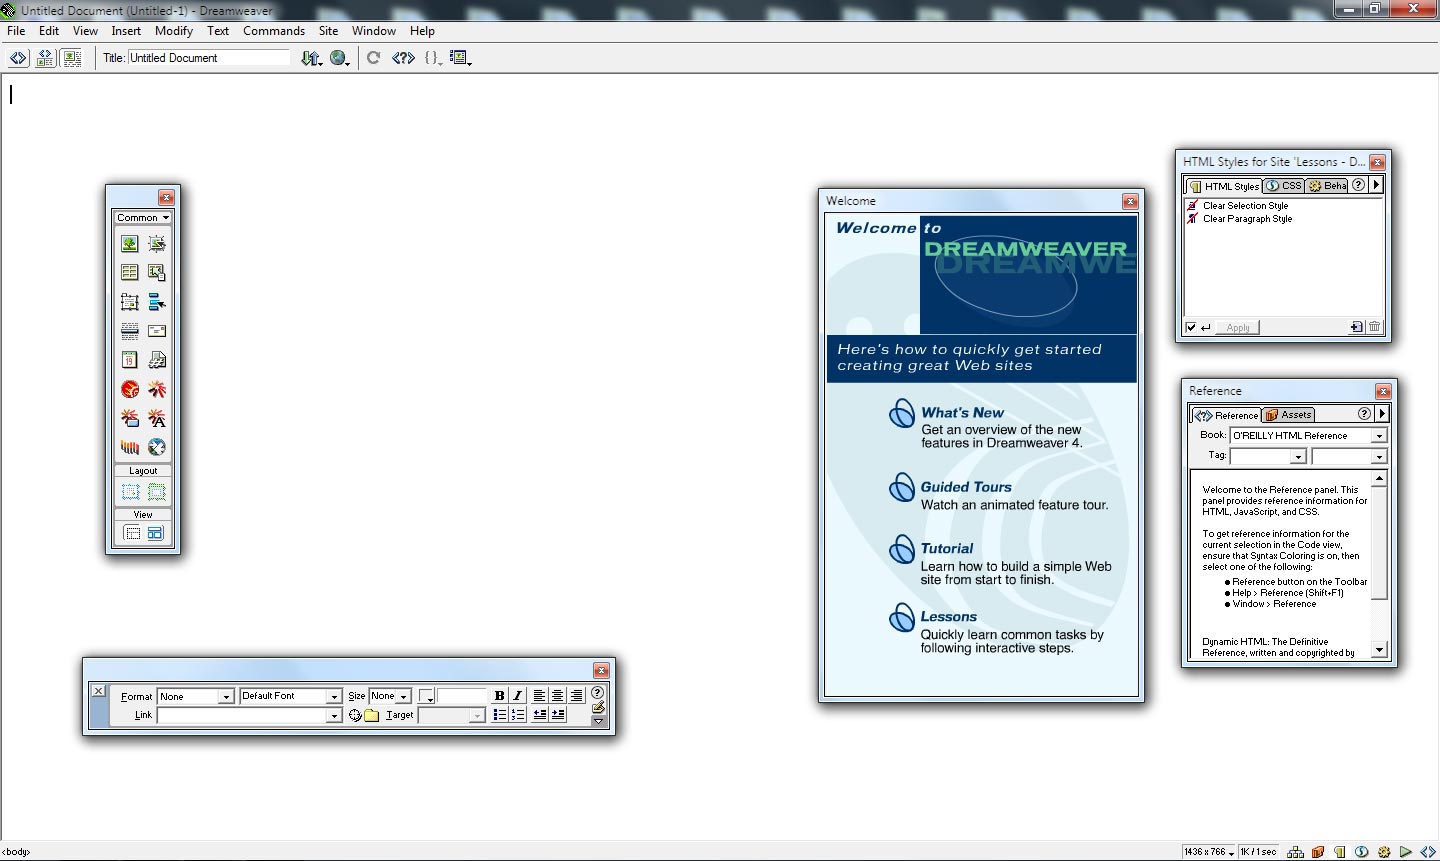 Untitled Document (Untitled-1) - Dreamweaver
File Edit View Insert Modify Text Commands Site Window Help
Title: Untitled Document
Common
19
Layout
View
Format None Default Font Size None B I
Link Target
Welcome
Welcome to
DREAMWEAVER
DREAMWE
Here's how to quickly get started
creating great Web sites
What's New
Get an overview of the new
features in Dreamweaver 4.
Guided Tours
Watch an animated feature tour.
Tutorial
Learn how to build a simple Web
site from start to finish.
Lessons
Quickly learn common tasks by
following interactive steps.
HTML Styles for Site 'Lessons - D...
HTML Styles CSS Beha
Clear Selection Style
Clear Paragraph Style
Apply
Reference
Reference Assets
Book: O'REILLY HTML Reference
Tag:
Welcome to the Reference panel. This
panel provides reference information for
HTML, JavaScript, and CSS.
To get reference information for the
current selection in the Code view,
ensure that Syntax Coloring is on, then
select one of the following:
● Reference button on the Toolbar
● Help > Reference (Shift+F1)
● Window > Reference
Dynamic HTML: The Definitive
Reference, written and copyrighted by
<body>
1436 x 766 1K / 1 sec